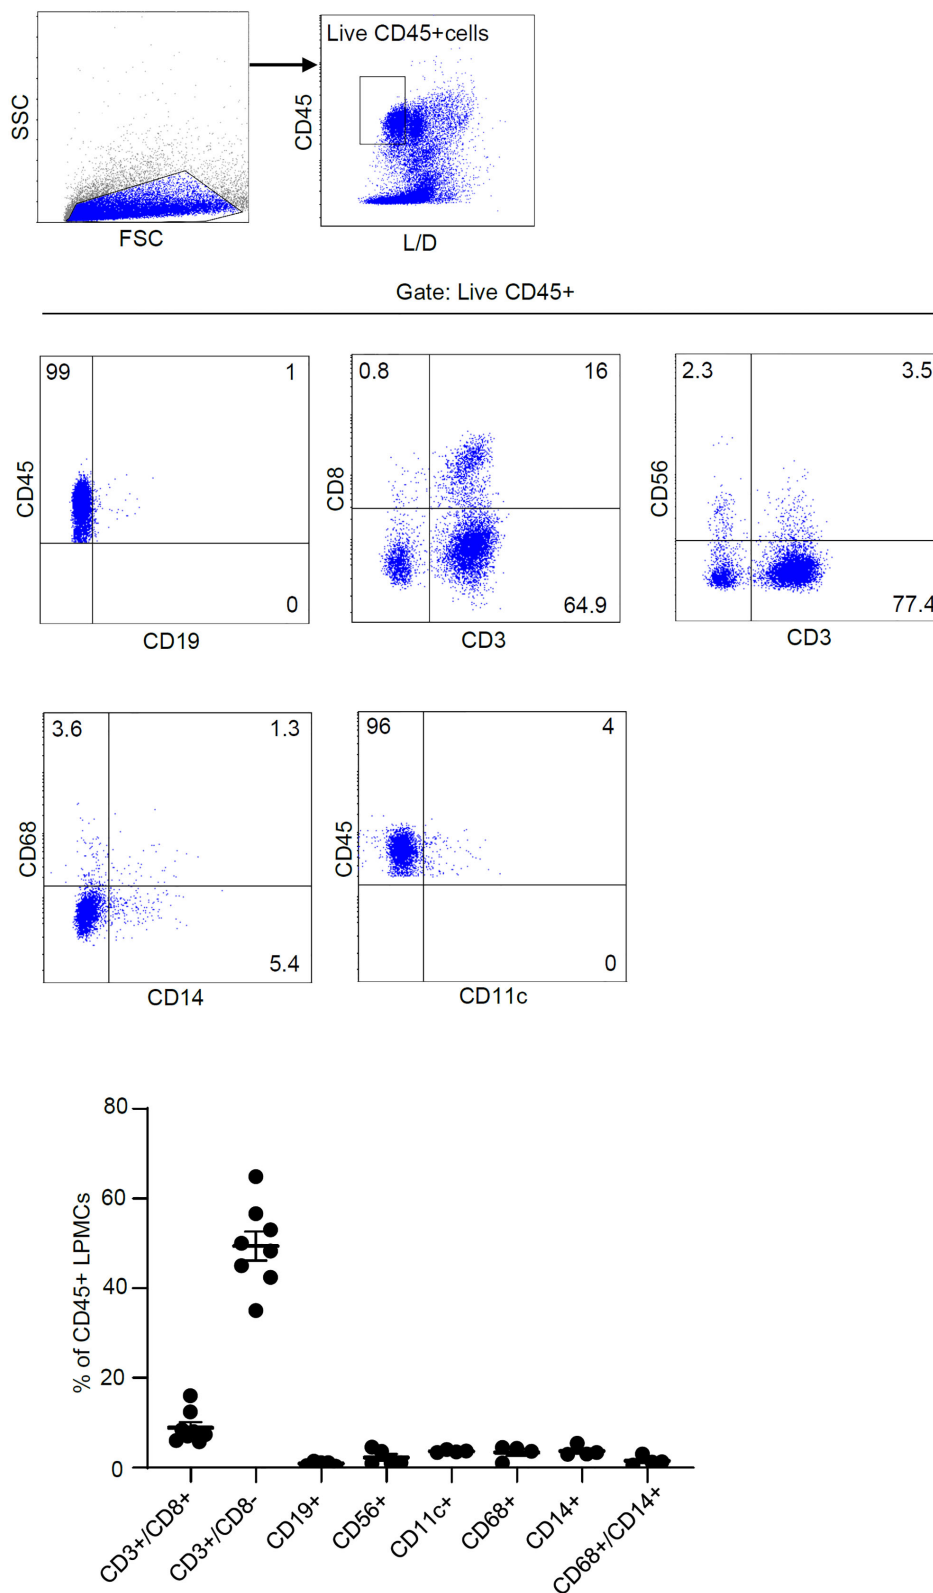 SSC
FSC
Live CD45+cells
CD45
L/D
Gate: Live CD45+
99
1
CD45
0
CD19
0.8
16
CD8
64.9
CD3
2.3
3.5
CD56
77.4
CD3
3.6
1.3
CD68
5.4
CD14
96
4
CD45
0
CD11c
% of CD45+ LPMCs
80
60
40
20
0
CD3+/CD8+
CD3+/CD8-
CD19+
CD56+
CD11c+
CD68+
CD14+
CD68+/CD14+